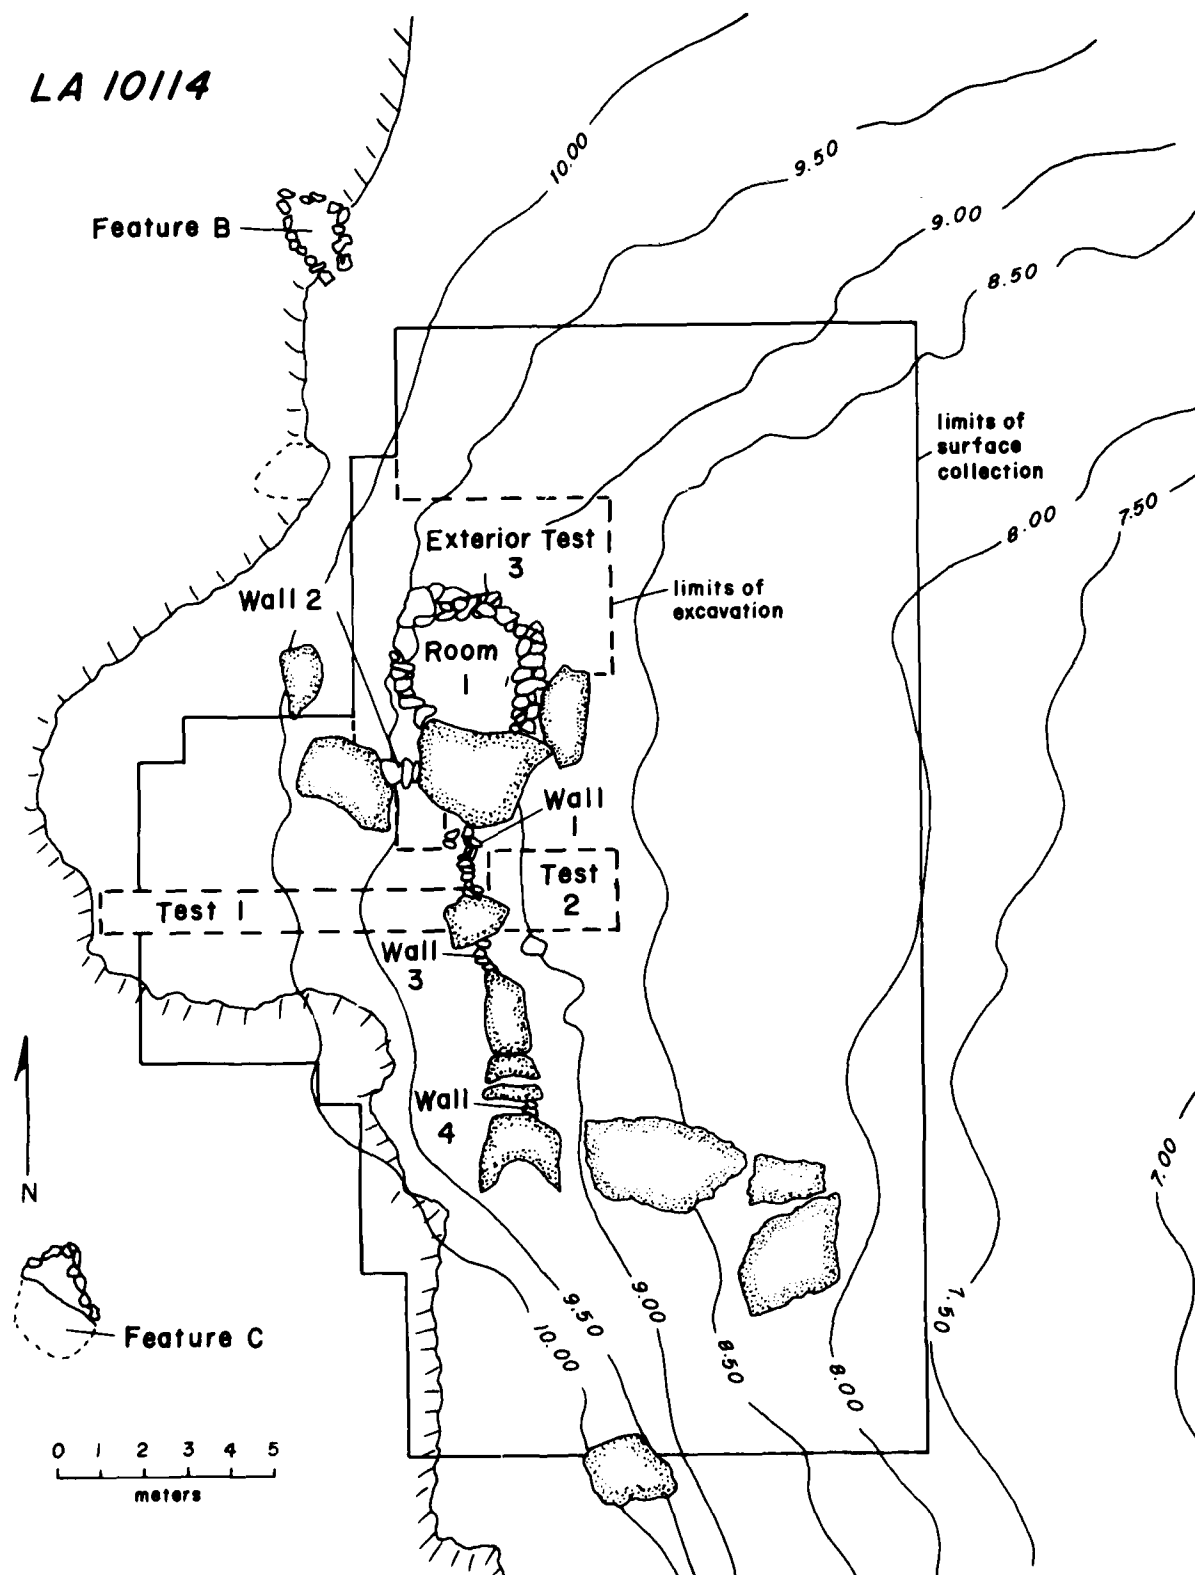 LA 10114
10.00
9.50
Feature B
9.00
8.50
limits of
surface
collection
7.50
8.00
Exterior Test
3
limits of
excavation
Wall 2
Room
1
Wall
1
Test
2
Test 1
Wall
3
Wall
4
7.00
N
9.50
9.00
7.50
10.00
8.50
8.00
Feature C
0 1 2 3 4 5
meters